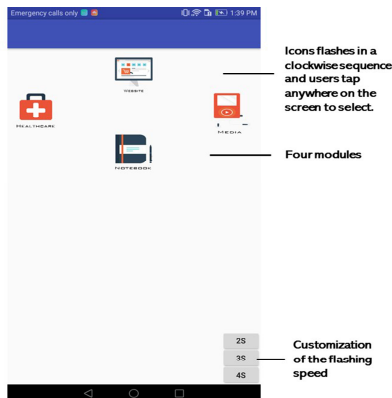 Emergency calls only
1:39 PM
Icons flashes in a
clockwise sequence
and users tap
anywhere on the
screen to select.
WEBSITE
HEALTHCARE
MEDIA
NOTEBOOK
Four modules
2S
3S
4S
Customization
of the flashing
speed